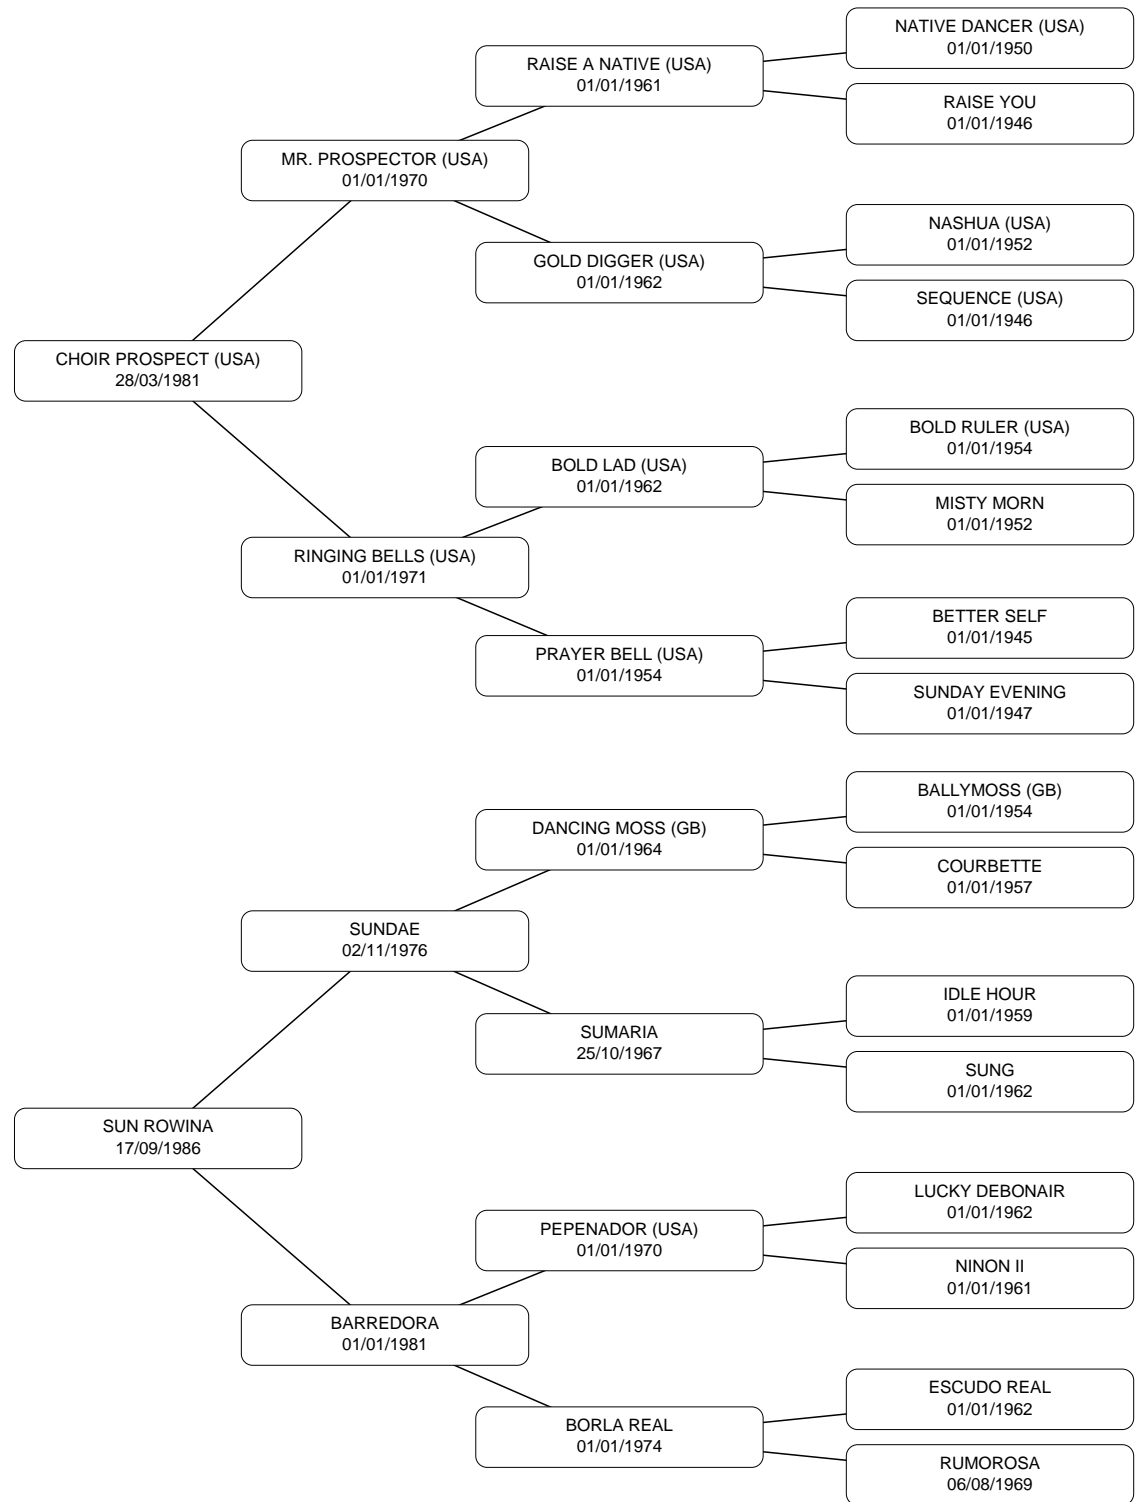 NATIVE DANCER (USA)
01/01/1950
RAISE A NATIVE (USA)
01/01/1961
RAISE YOU
01/01/1946
MR. PROSPECTOR (USA)
01/01/1970
NASHUA (USA)
01/01/1952
GOLD DIGGER (USA)
01/01/1962
SEQUENCE (USA)
01/01/1946
CHOIR PROSPECT (USA)
28/03/1981
BOLD RULER (USA)
01/01/1954
BOLD LAD (USA)
01/01/1962
MISTY MORN
01/01/1952
RINGING BELLS (USA)
01/01/1971
BETTER SELF
01/01/1945
PRAYER BELL (USA)
01/01/1954
SUNDAY EVENING
01/01/1947
BALLYMOSS (GB)
01/01/1954
DANCING MOSS (GB)
01/01/1964
COURBETTE
01/01/1957
SUNDAE
02/11/1976
IDLE HOUR
01/01/1959
SUMARIA
25/10/1967
SUNG
01/01/1962
SUN ROWINA
17/09/1986
LUCKY DEBONAIR
01/01/1962
PEPENADOR (USA)
01/01/1970
NINON II
01/01/1961
BARREDORA
01/01/1981
ESCUDO REAL
01/01/1962
BORLA REAL
01/01/1974
RUMOROSA
06/08/1969